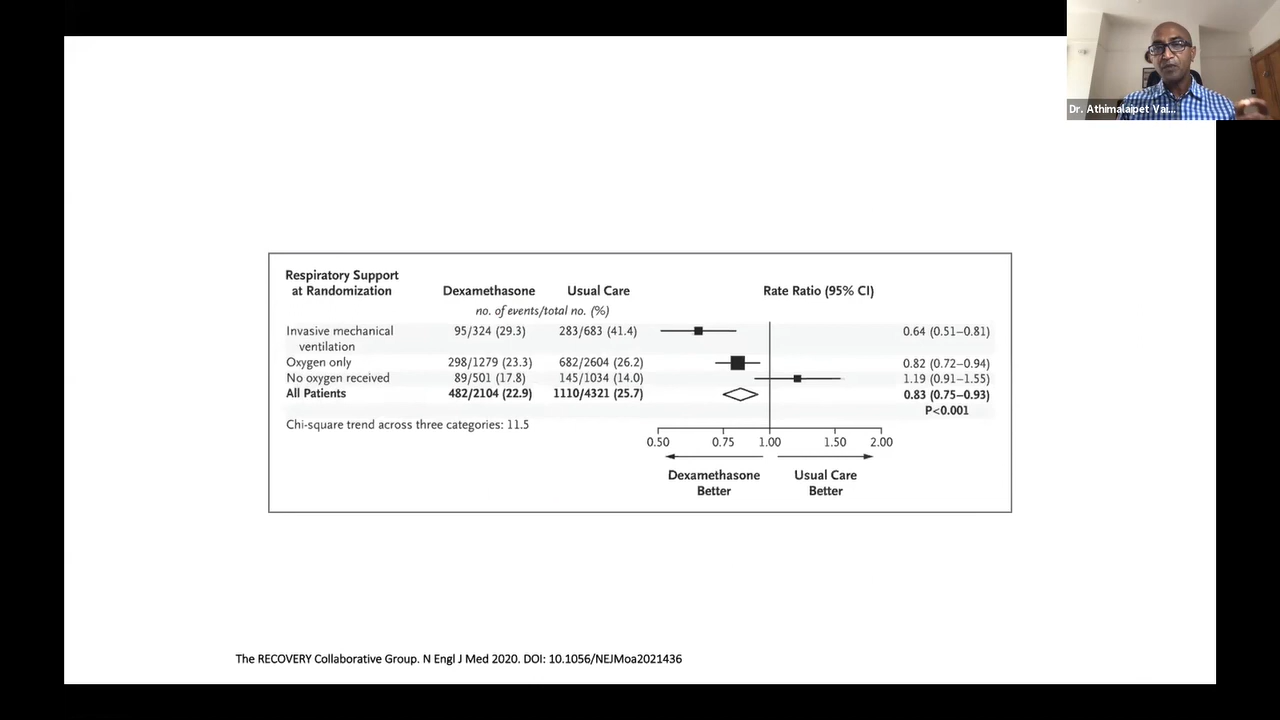 Dr. Athimalaipet Vai...
Respiratory Support
at Randomization
Dexamethasone
Usual Care
Rate Ratio (95% CI)
no. of events/total no. (%)
Invasive mechanical
ventilation
95/324 (29.3)
283/683 (41.4)
0.64 (0.51–0.81)
Oxygen only
298/1279 (23.3)
682/2604 (26.2)
0.82 (0.72–0.94)
No oxygen received
89/501 (17.8)
145/1034 (14.0)
1.19 (0.91–1.55)
All Patients
482/2104 (22.9)
1110/4321 (25.7)
0.83 (0.75–0.93)
P<0.001
Chi-square trend across three categories: 11.5
0.50 0.75 1.00 1.50 2.00
Dexamethasone
Better
Usual Care
Better
The RECOVERY Collaborative Group. N Engl J Med 2020. DOI: 10.1056/NEJMoa2021436